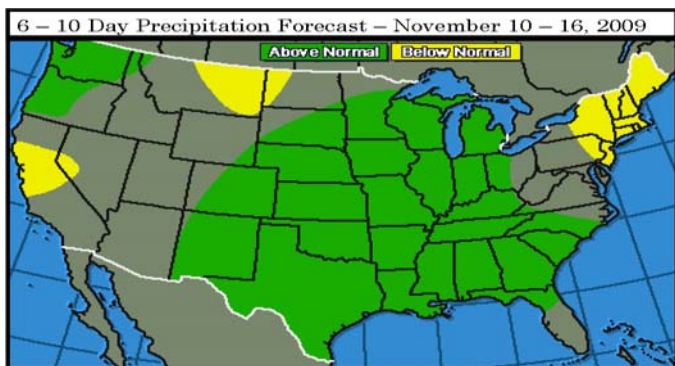 6 – 10 Day Precipitation Forecast – November 10 – 16, 2009
Above Normal Below Normal